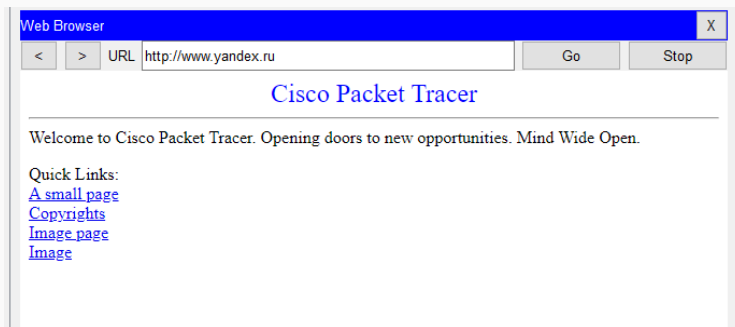 Web Browser X
< > URL http://www.yandex.ru Go Stop
Cisco Packet Tracer
Welcome to Cisco Packet Tracer. Opening doors to new opportunities. Mind Wide Open.
Quick Links:
A small page
Copyrights
Image page
Image